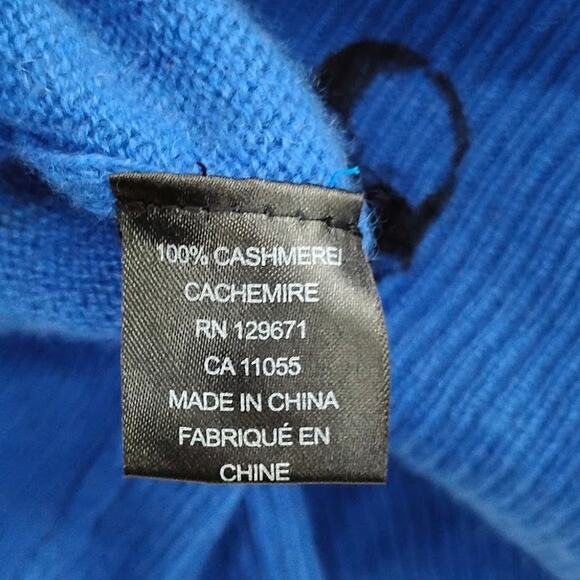 100% CASHMERE/
CACHEMIRE
RN 129671
CA 11055
MADE IN CHINA
FABRIQUÉ EN
CHINE